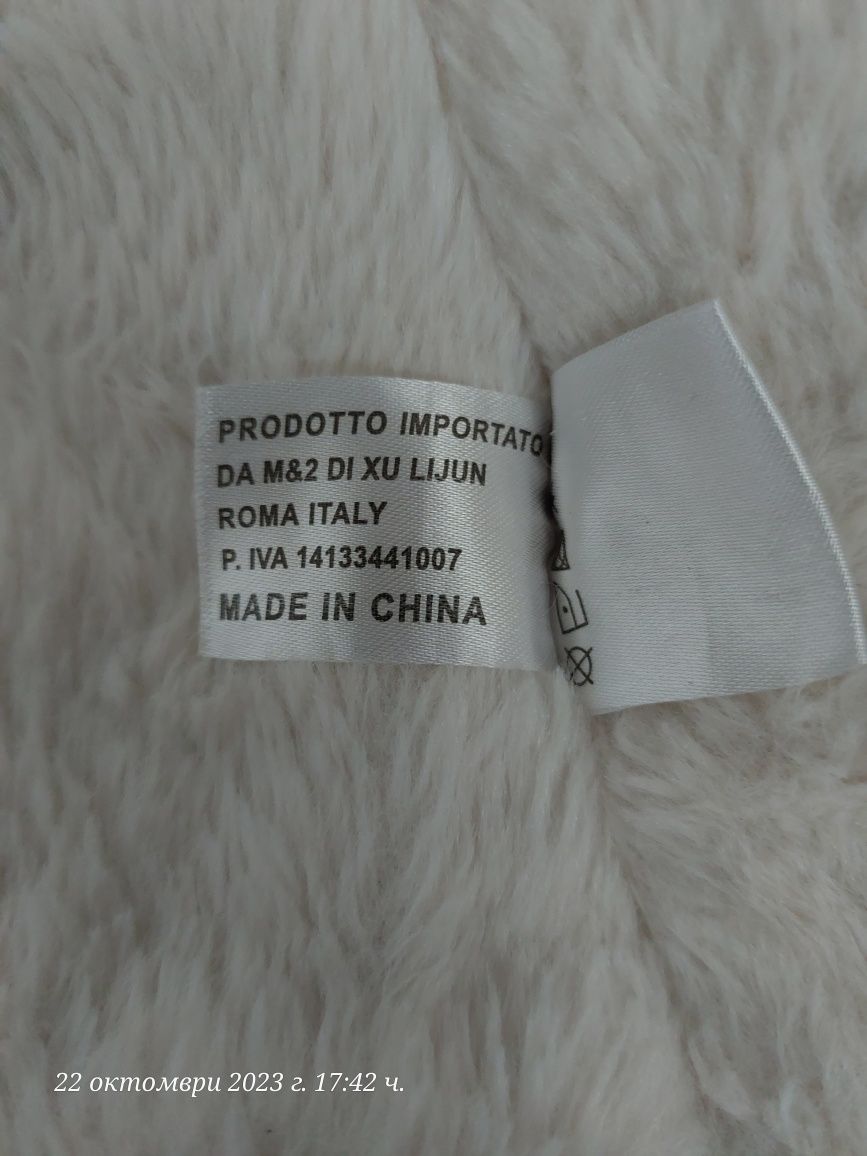 PRODOTTO IMPORTATO
DA M&2 DI XU LIJUN
ROMA ITALY
P. IVA 14133441007
MADE IN CHINA
22 октомври 2023 г. 17:42 ч.